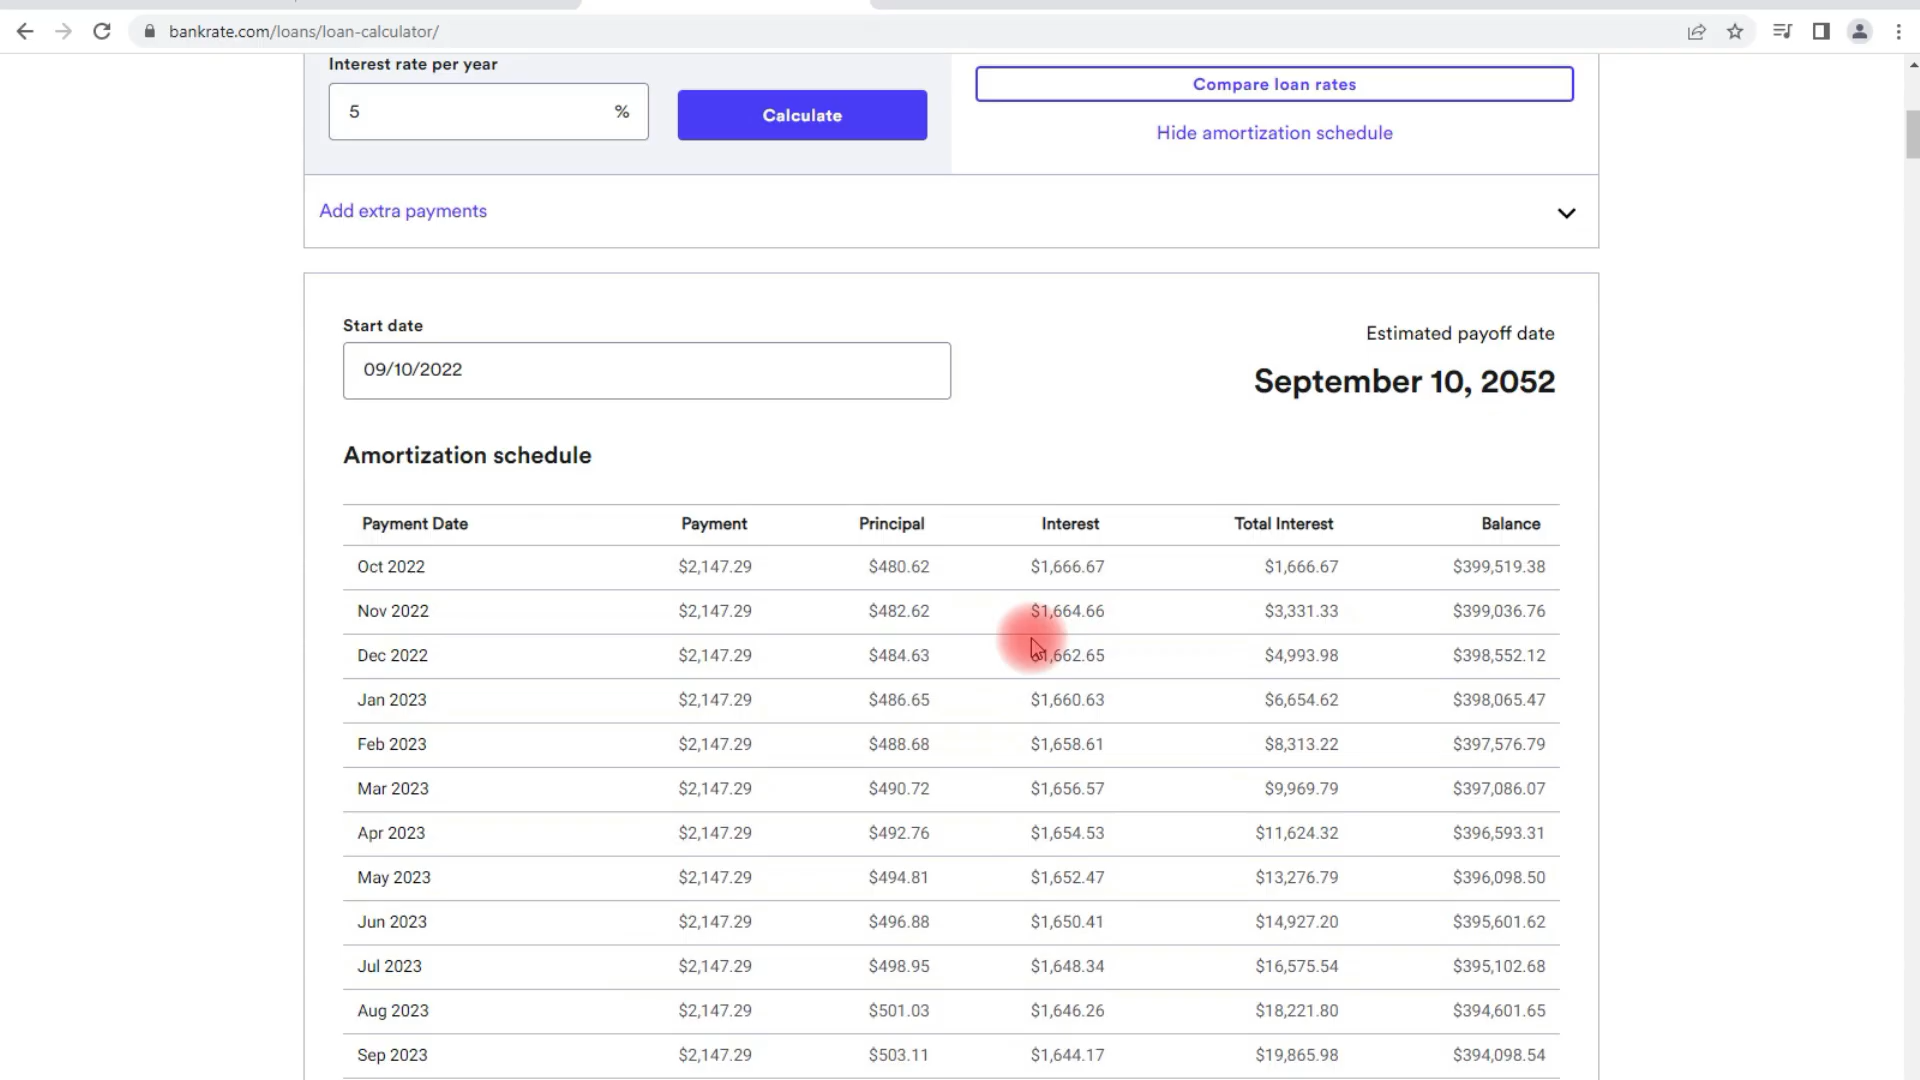 bankrate.com/loans/loan-calculator/
Interest rate per year
5 %
Calculate
Compare loan rates
Hide amortization schedule
Add extra payments
Start date
09/10/2022
Estimated payoff date
September 10, 2052
Amortization schedule
Payment Date Payment Principal Interest Total Interest Balance
Oct 2022 $2,147.29 $480.62 $1,666.67 $1,666.67 $399,519.38
Nov 2022 $2,147.29 $482.62 $1,664.66 $3,331.33 $399,036.76
Dec 2022 $2,147.29 $484.63 $1,662.65 $4,993.98 $398,552.12
Jan 2023 $2,147.29 $486.65 $1,660.63 $6,654.62 $398,065.47
Feb 2023 $2,147.29 $488.68 $1,658.61 $8,313.22 $397,576.79
Mar 2023 $2,147.29 $490.72 $1,656.57 $9,969.79 $397,086.07
Apr 2023 $2,147.29 $492.76 $1,654.53 $11,624.32 $396,593.31
May 2023 $2,147.29 $494.81 $1,652.47 $13,276.79 $396,098.50
Jun 2023 $2,147.29 $496.88 $1,650.41 $14,927.20 $395,601.62
Jul 2023 $2,147.29 $498.95 $1,648.34 $16,575.54 $395,102.68
Aug 2023 $2,147.29 $501.03 $1,646.26 $18,221.80 $394,601.65
Sep 2023 $2,147.29 $503.11 $1,644.17 $19,865.98 $394,098.54